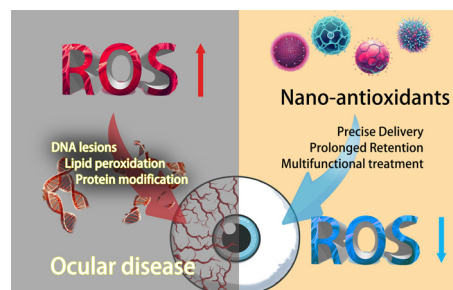 ROS
DNA lesions
Lipid peroxidation
Protein modification
Ocular disease
Nano-antioxidants
Precise Delivery
Prolonged Retention
Multifunctional treatment
ROS